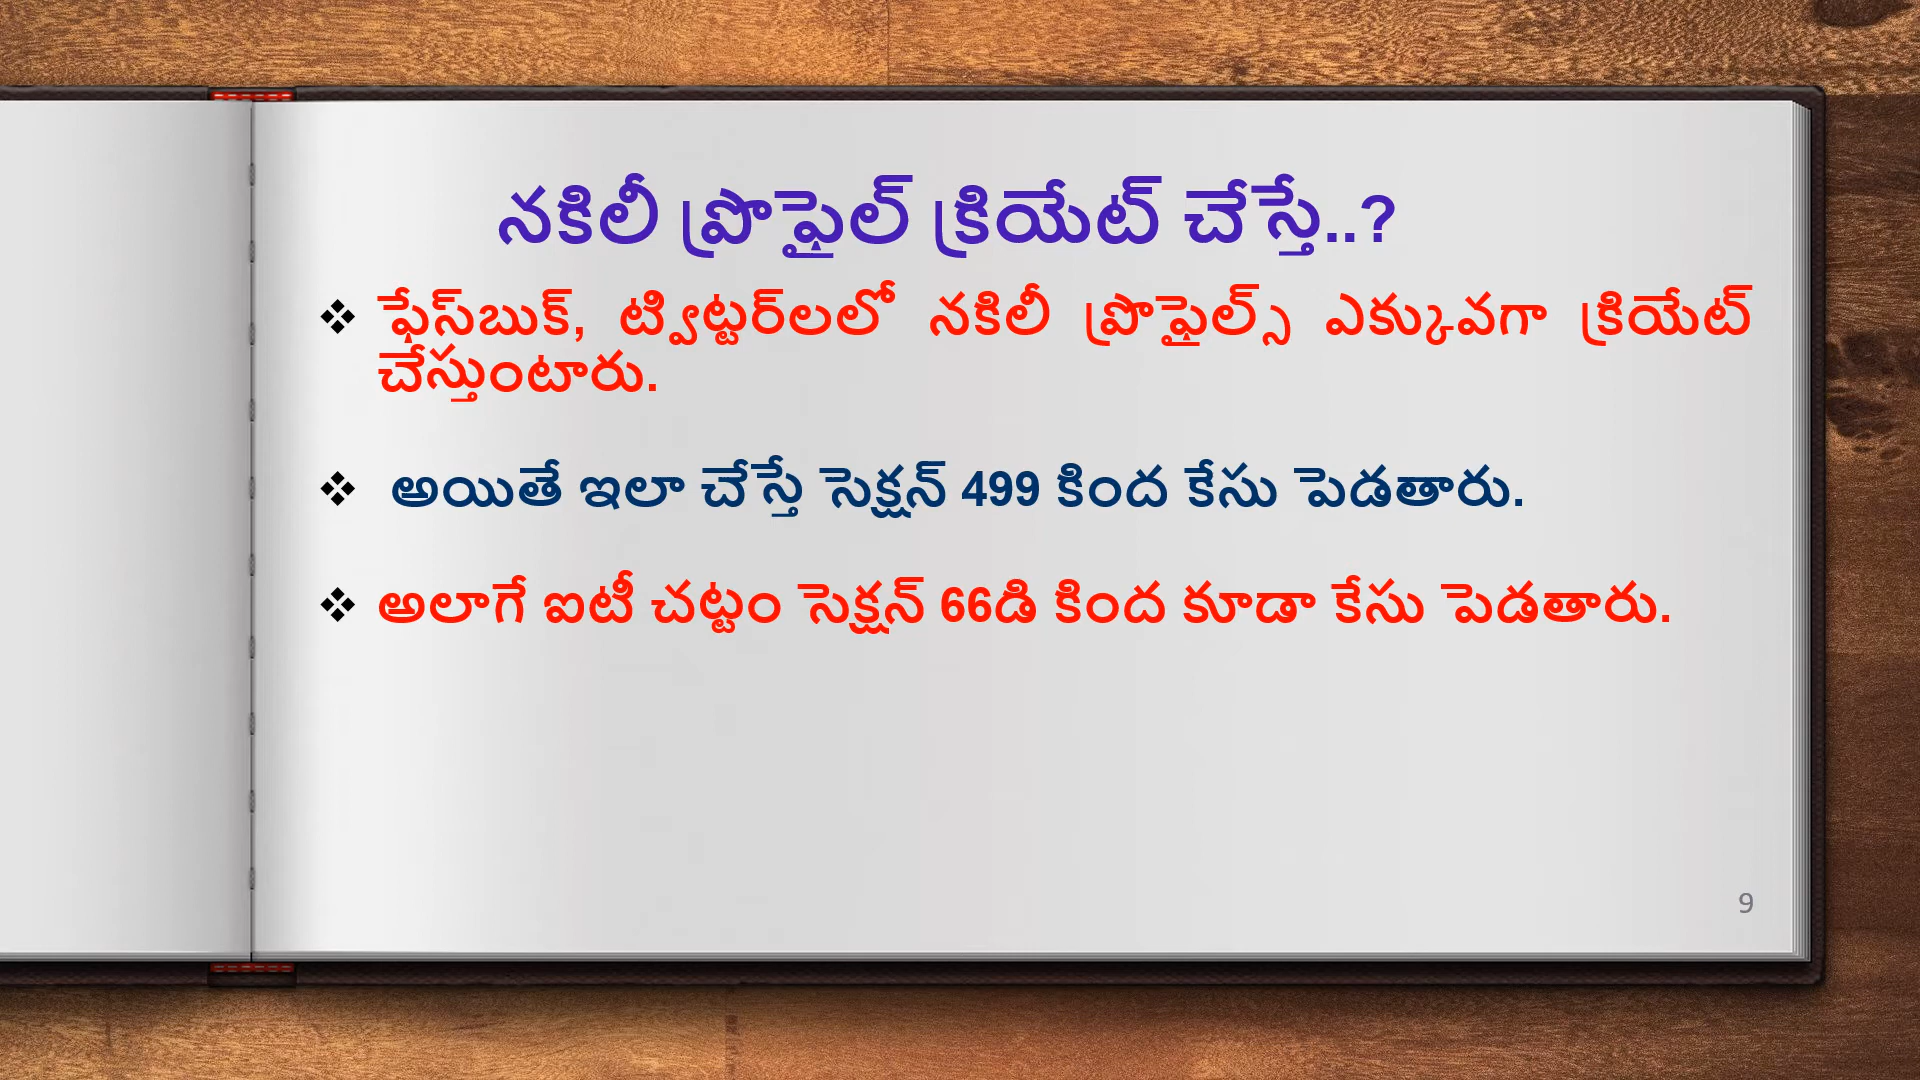 నకిలీ ప్రొఫైల్ క్రియేట్ చేస్తే..?
❖ ఫేస్‌బుక్, ట్విట్టర్‌లలో నకిలీ ప్రొఫైల్స్ ఎక్కువగా క్రియేట్
చేస్తుంటారు.
❖ అయితే ఇలా చేస్తే సెక్షన్ 499 కింద కేసు పెడతారు.
❖ అలాగే ఐటీ చట్టం సెక్షన్ 66డి కింద కూడా కేసు పెడతారు.
9